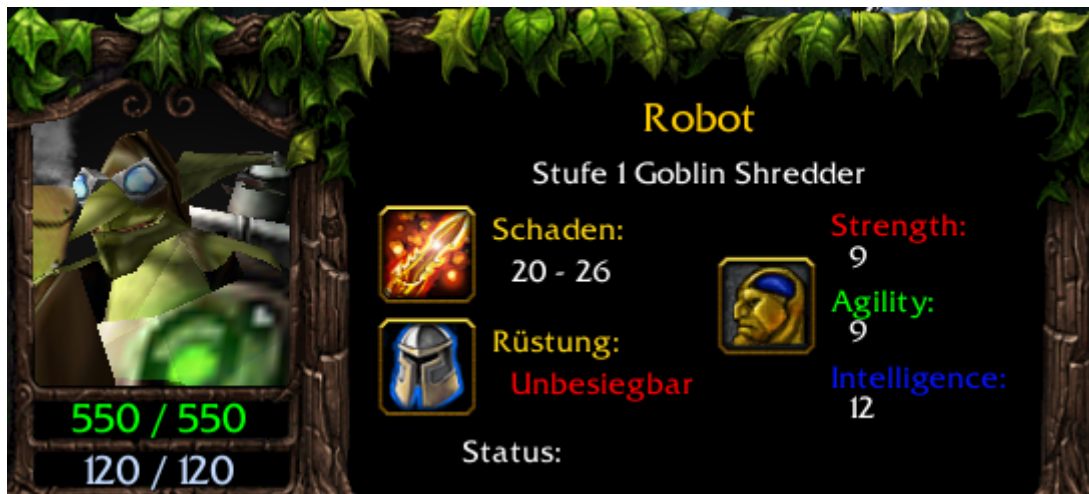 Robot
Stufe 1 Goblin Shredder
Schaden:
20 - 26
Rüstung:
Unbesiegbar
Strength:
9
Agility:
9
Intelligence:
12
Status:
550 / 550
120 / 120